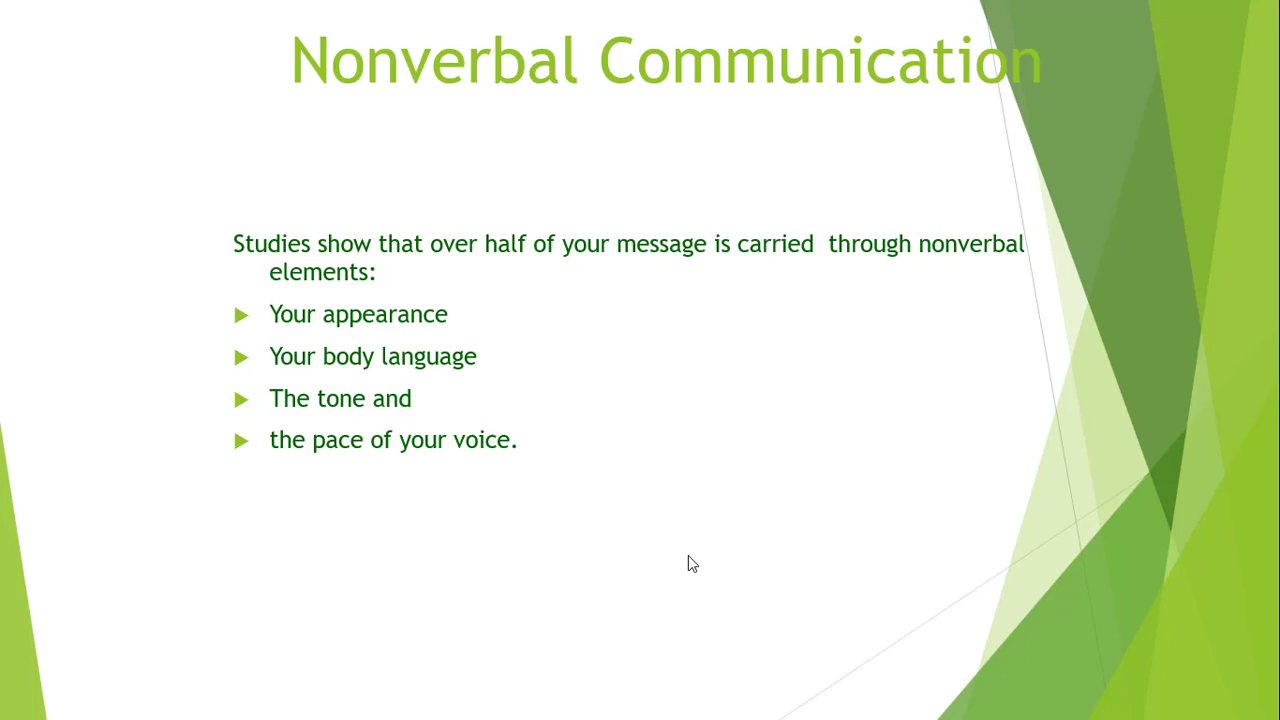 Nonverbal Communication
Studies show that over half of your message is carried  through nonverbal
elements:
Your appearance
Your body language
The tone and
the pace of your voice.